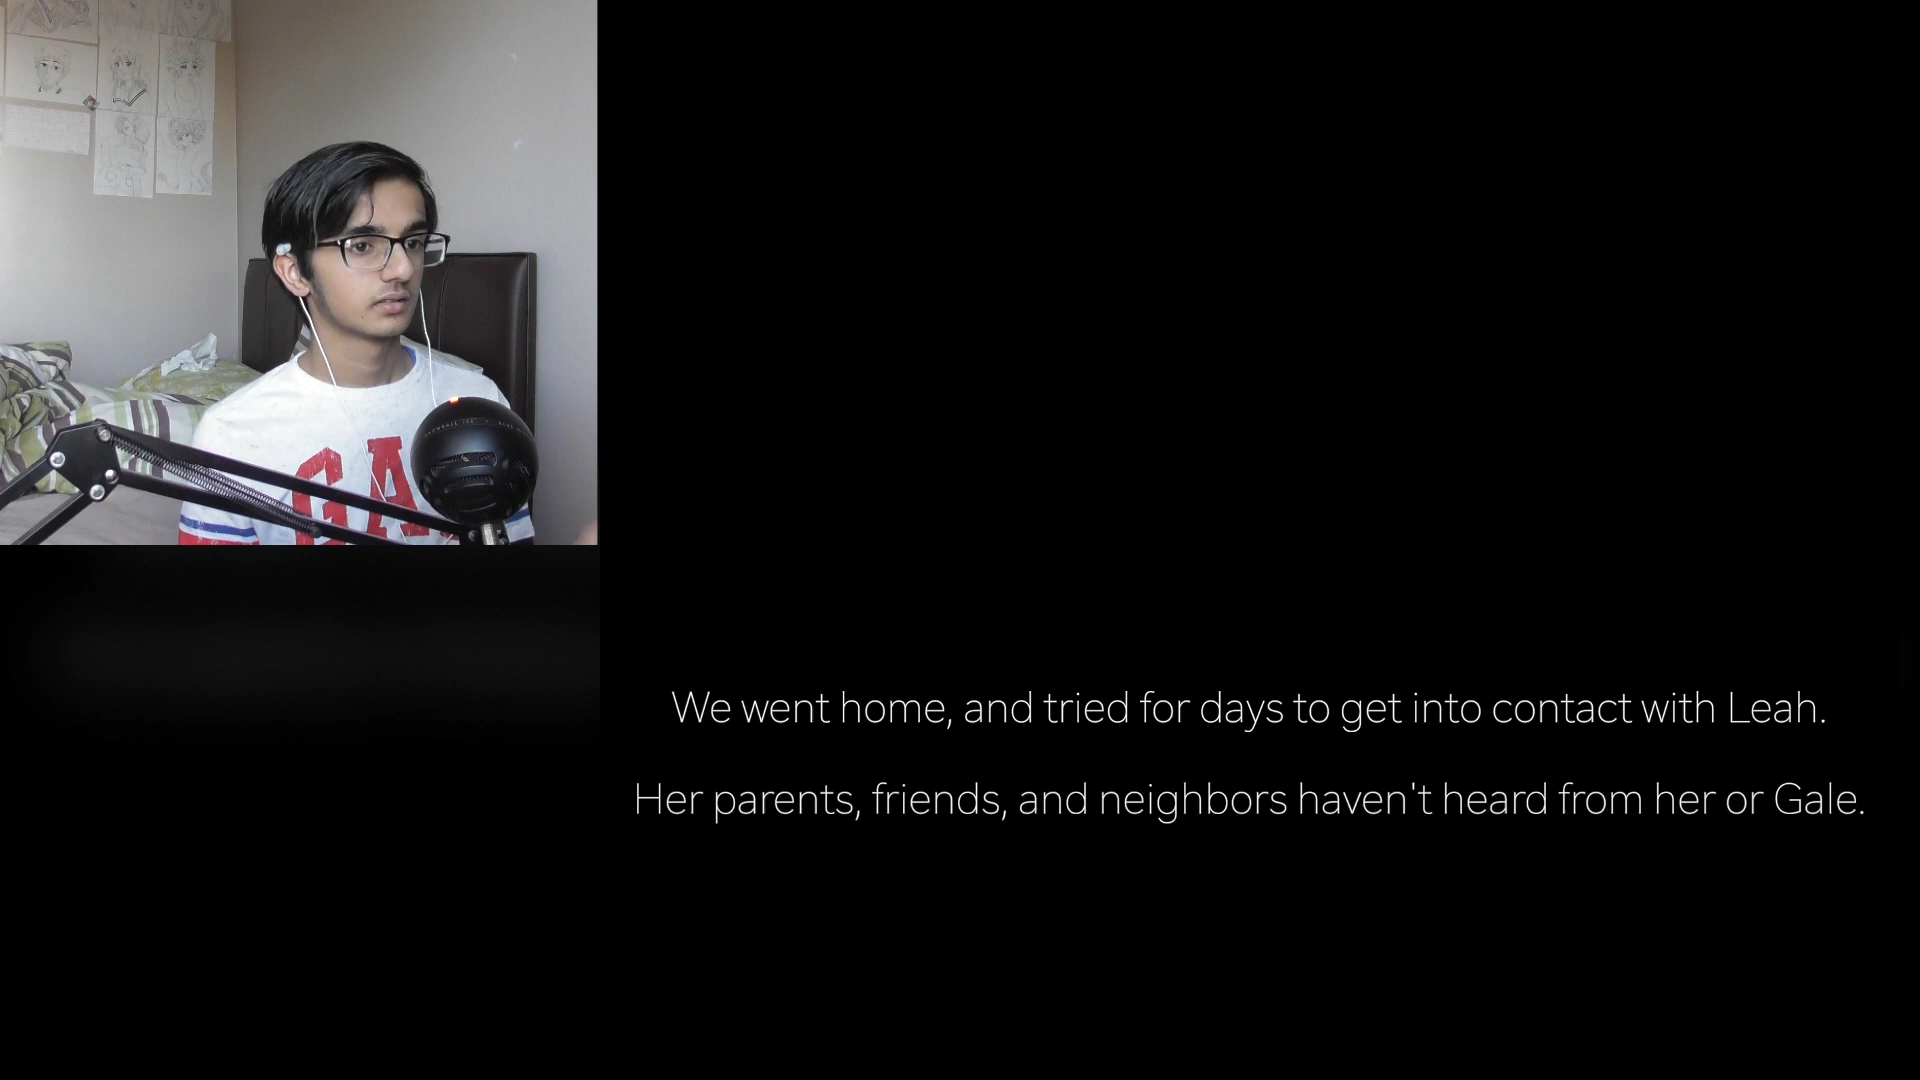 GA
We went home, and tried for days to get into contact with Leah.
Her parents, friends, and neighbors haven't heard from her or Gale.